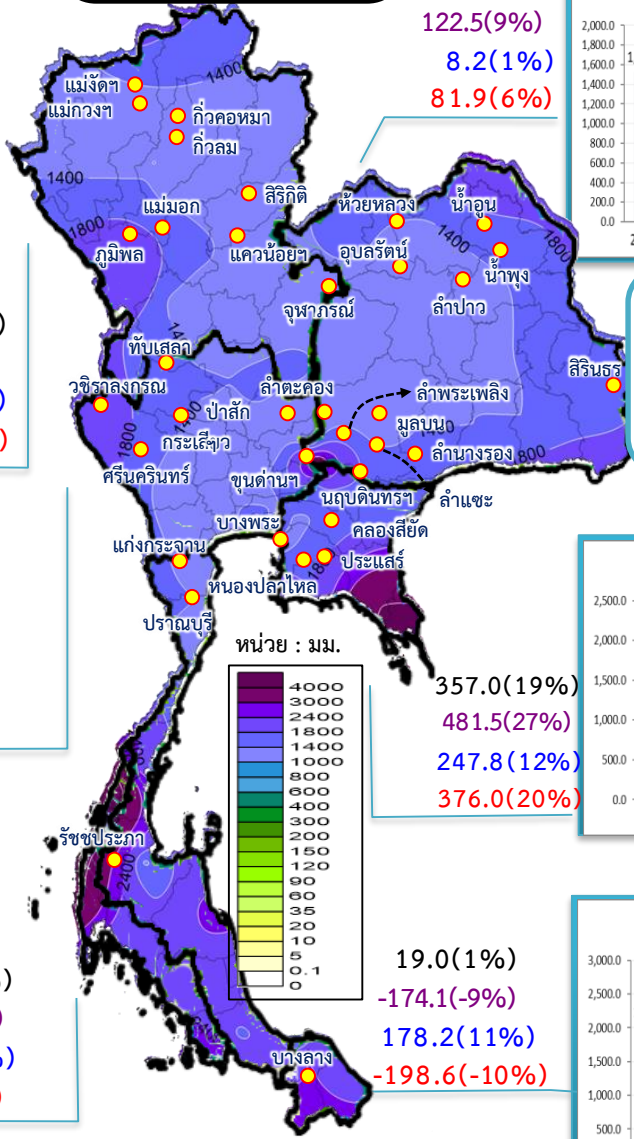 122.5(9%)
8.2(1%)
81.9(6%)
2,000.0
1,800.0
1,600.0
1,400.0
1,200.0
1,000.0
800.0
600.0
400.0
200.0
0.0
1400
แม่งัดฯ
แม่กวงฯ
กิ่วคอหมา
กิ่วลม
1400
สิริกิติ
แม่มอก
ห้วยหลวง
น้ำอูน
1800
ภูมิพล
แควน้อยฯ
อุบลรัตน์
1400
1800
น้ำพุง
จุฬาภรณ์
ลำปาว
ทับเสลา
สิรินธร
วชิราลงกรณ
ลำตะคอง
ลำพระเพลิง
ป่าสัก
1400
มูลบน
1800
กระเสียว
ลำนางรอง
ศรีนครินทร์
ขุนด่านฯ
นฤบดินทรฯ
ลำแซะ
บางพระ
คลองสียัด
แก่งกระจาน
ประแสร์
หนองปลาไหล
ปราณบุรี
หน่วย : มม.
4000
3000
2400
1800
1400
1000
800
600
400
300
200
150
120
90
60
35
20
10
5
0.1
0
357.0(19%)
481.5(27%)
247.8(12%)
376.0(20%)
2,500.0
2,000.0
1,500.0
1,000.0
500.0
0.0
รัชชประภา
2400
19.0(1%)
-174.1(-9%)
178.2(11%)
-198.6(-10%)
บางลาง
3,000.0
2,500.0
2,000.0
1,500.0
1,000.0
500.0